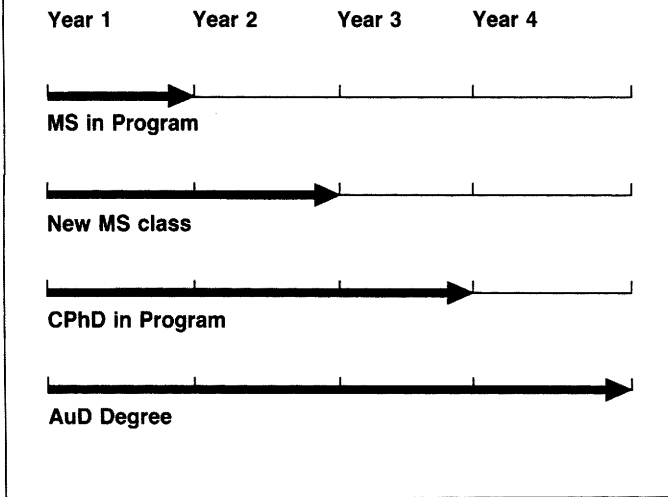 Year 1 Year 2 Year 3 Year 4
MS in Program
New MS class
CPhD in Program
AuD Degree